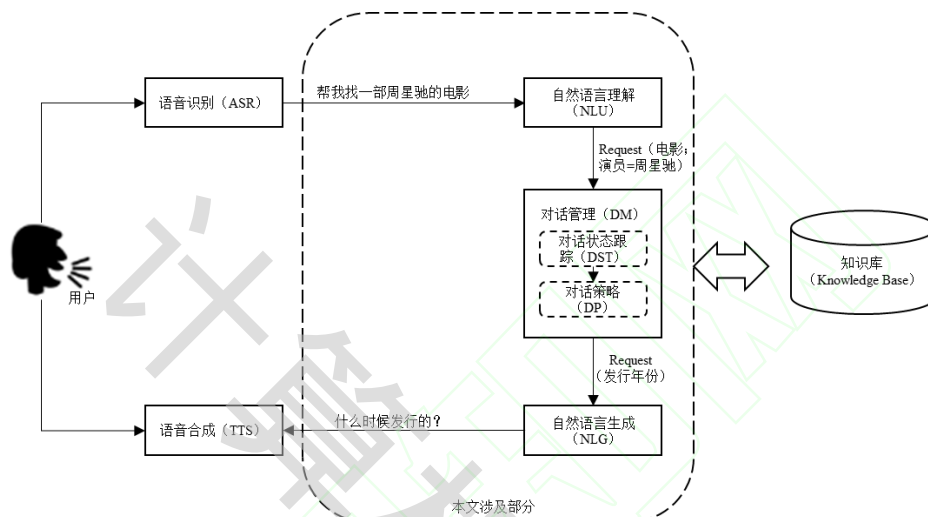 语音识别（ASR）
帮我找一部周星驰的电影
自然语言理解
（NLU）
Request（电影；
演员=周星驰）
对话管理（DM）
对话状态跟
踪（DST）
对话策略
（DP）
用户
知识库
（Knowledge Base）
Request
（发行年份）
语音合成（TTS）
什么时候发行的？
自然语言生成
（NLG）
本文涉及部分
计算机